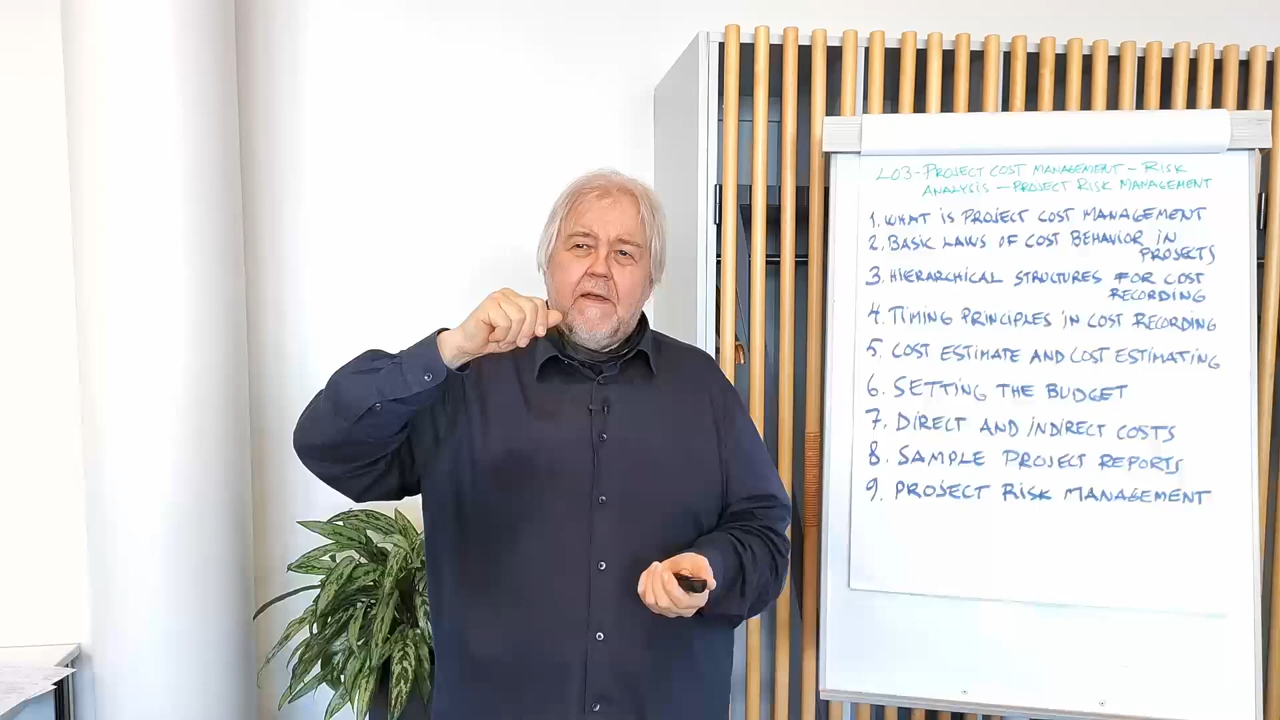 L03-PROJECT COST MANAGEMENT - RISK
ANALYSIS - PROJECT RISK MANAGEMENT
1. WHAT IS PROJECT COST MANAGEMENT
2. BASIC LAWS OF COST BEHAVIOR IN
PROJECTS
3. HIERARCHICAL STRUCTURES FOR COST
RECORDING
4. TIMING PRINCIPLES IN COST RECORDING
5. COST ESTIMATE AND COST ESTIMATING
6. SETTING THE BUDGET
7. DIRECT AND INDIRECT COSTS
8. SAMPLE PROJECT REPORTS
9. PROJECT RISK MANAGEMENT